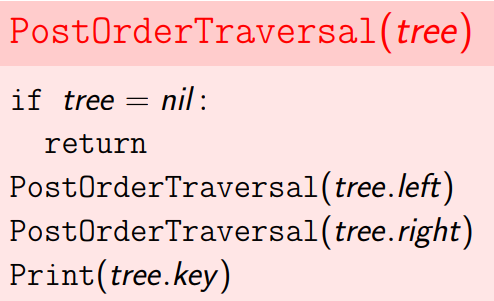 PostOrderTraversal(tree)
if tree = nil:
return
PostOrderTraversal(tree.left)
PostOrderTraversal(tree.right)
Print(tree.key)